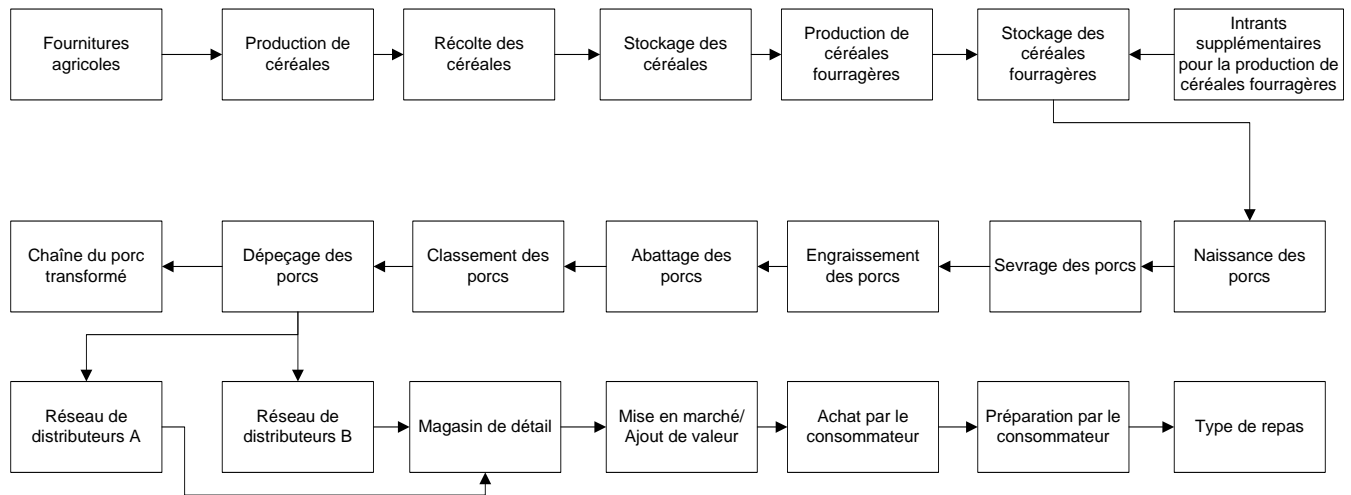 Fournitures
agricoles
Production de
céréales
Récolte des
céréales
Stockage des
céréales
Production de
céréales
fourragères
Stockage des
céréales
fourragères
Intrants
supplémentaires
pour la production de
céréales fourragères
Chaîne du porc
transformé
Dépeçage des
porcs
Classement des
porcs
Abattage des
porcs
Engraissement
des porcs
Sevrage des porcs
Naissance des
porcs
Réseau de
distributeurs A
Réseau de
distributeurs B
Magasin de détail
Mise en marché/
Ajout de valeur
Achat par le
consommateur
Préparation par le
consommateur
Type de repas